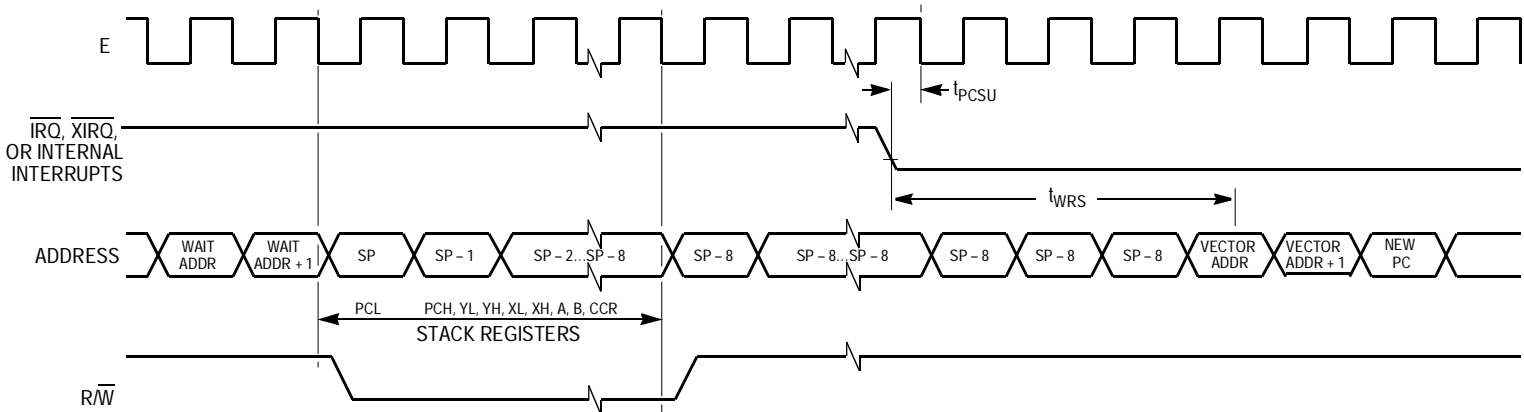 E
t_PCSU
IRQ, XIRQ,
OR INTERNAL
INTERRUPTS
t_WRS
ADDRESS
WAIT
ADDR
WAIT
ADDR + 1
SP
SP – 1
SP – 2...SP – 8
SP – 8
SP – 8...SP – 8
SP – 8
SP – 8
SP – 8
VECTOR
ADDR
VECTOR
ADDR + 1
NEW
PC
PCL
PCH, YL, YH, XL, XH, A, B, CCR
STACK REGISTERS
R/W